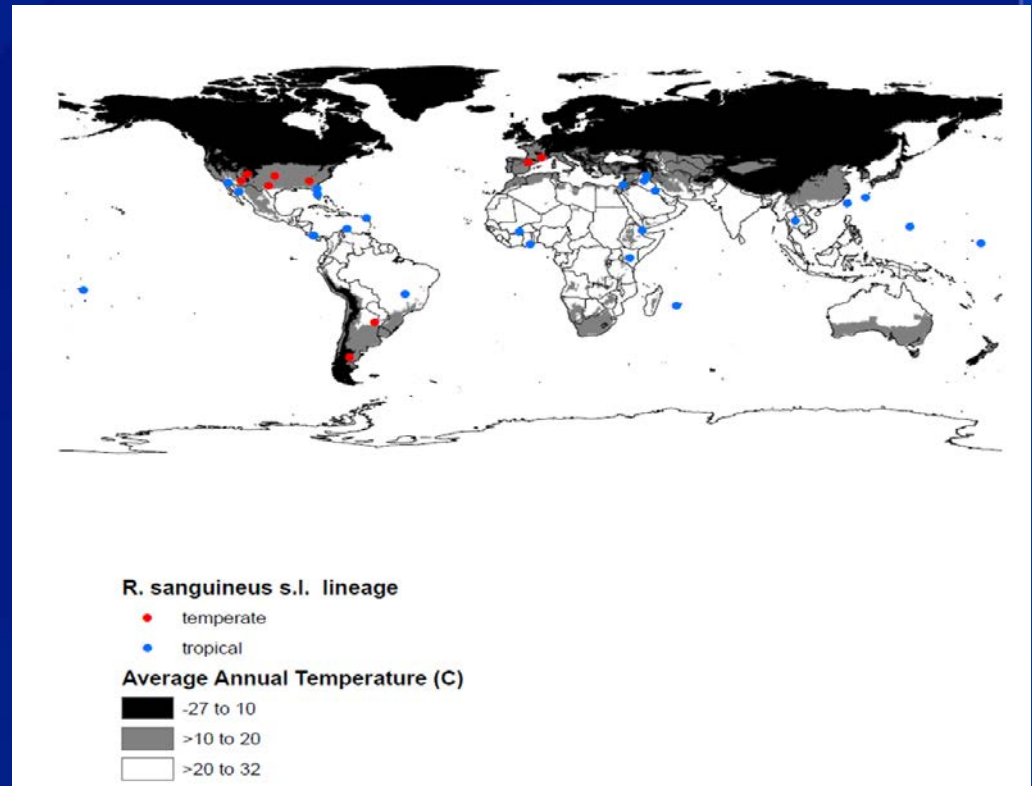 R. sanguineus s.l. lineage
temperate
tropical
Average Annual Temperature (C)
-27 to 10
>10 to 20
>20 to 32